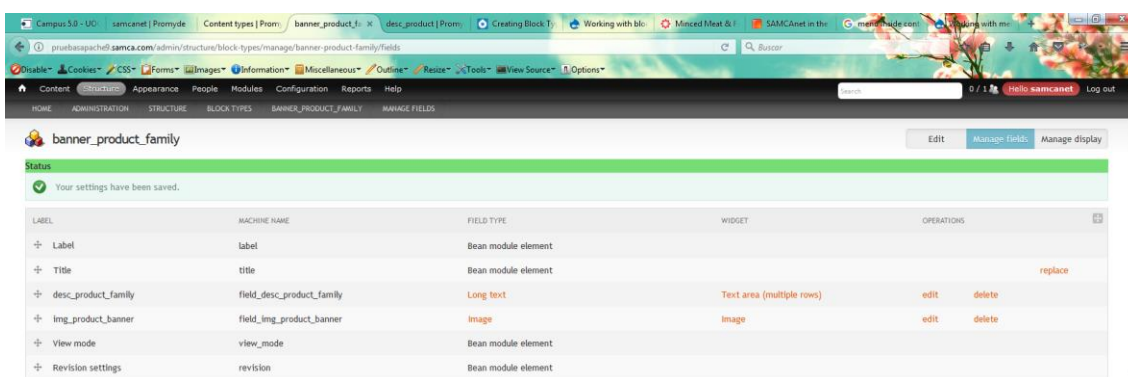 Campus 5.0 - UO samcanet | Promyde Content types | Prom banner_product_fa × desc_product | Promy Creating Block Ty Working with blo Minced Meat & SAMCAnet in the
pruebasapache9.samca.com/admin/structure/block-types/manage/banner-product-family/fields Buscar
Disable Cookies CSS Forms Images Information Miscellaneous Outline Resize Tools View Source Options
Content Structure Appearance People Modules Configuration Reports Help Search 0 / 1 Hello samcanet Log out
HOME ADMINISTRATION STRUCTURE BLOCK TYPES BANNER_PRODUCT_FAMILY MANAGE FIELDS
banner_product_family Edit Manage fields Manage display
Status
Your settings have been saved.
LABEL MACHINE NAME FIELD TYPE WIDGET OPERATIONS
Label label Bean module element
Title title Bean module element replace
desc_product_family field_desc_product_family Long text Text area (multiple rows) edit delete
img_product_banner field_img_product_banner Image Image edit delete
View mode view_mode Bean module element
Revision settings revision Bean module element